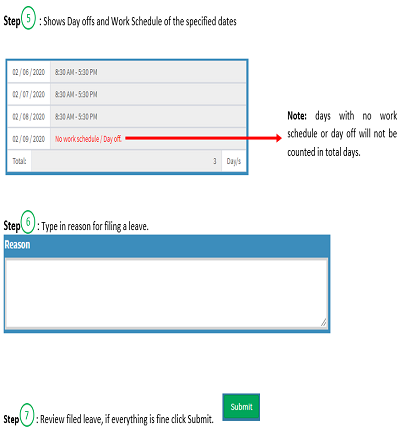 Step 5 : Shows Day offs and Work Schedule of the specified dates
02 / 06 / 2020 8:30 AM - 5:30 PM
02 / 07 / 2020 8:30 AM - 5:30 PM
02 / 08 / 2020 8:30 AM - 5:30 PM
02 / 09 / 2020 No work schedule / Day off.
Total: 3 Day/s
Note: days with no work
schedule or day off will not be
counted in total days.
Step 6 : Type in reason for filing a leave.
Reason
Step 7 : Review filed leave, if everything is fine click Submit.
Submit